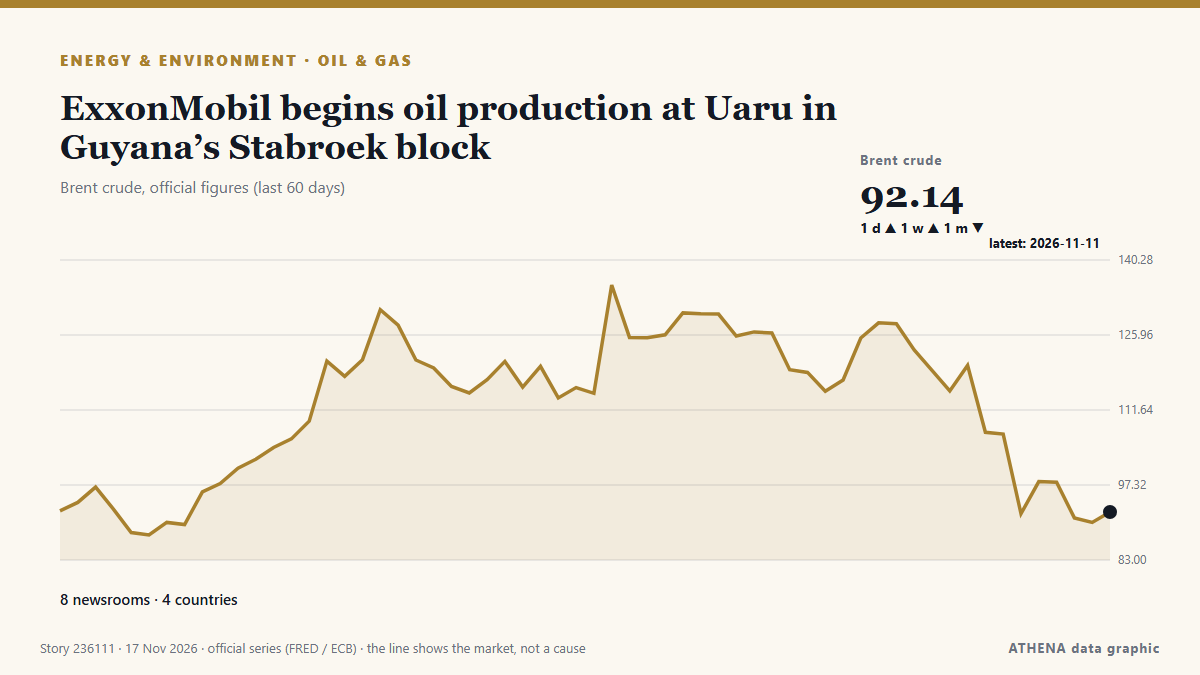 ENERGY & ENVIRONMENT · OIL & GAS
ExxonMobil begins oil production at Uaru in
Guyana’s Stabroek block
Brent crude, official figures (last 60 days)
Brent crude
92.14
1 d ▲ 1 w ▲ 1 m ▼
latest: 2026-11-11
140.28
125.96
111.64
97.32
83.00
8 newsrooms · 4 countries
Story 236111 · 17 Nov 2026 · official series (FRED / ECB) · the line shows the market, not a cause
ATHENA data graphic